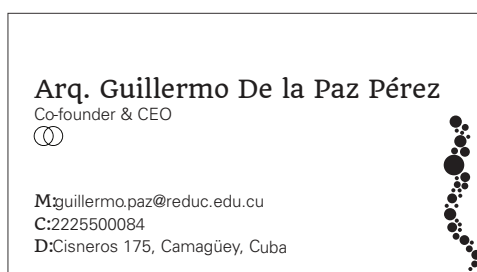 Arq. Guillermo De la Paz Pérez
Co-founder & CEO
M:guillermo.paz@reduc.edu.cu
C:2225500084
D:Cisneros 175, Camagüey, Cuba